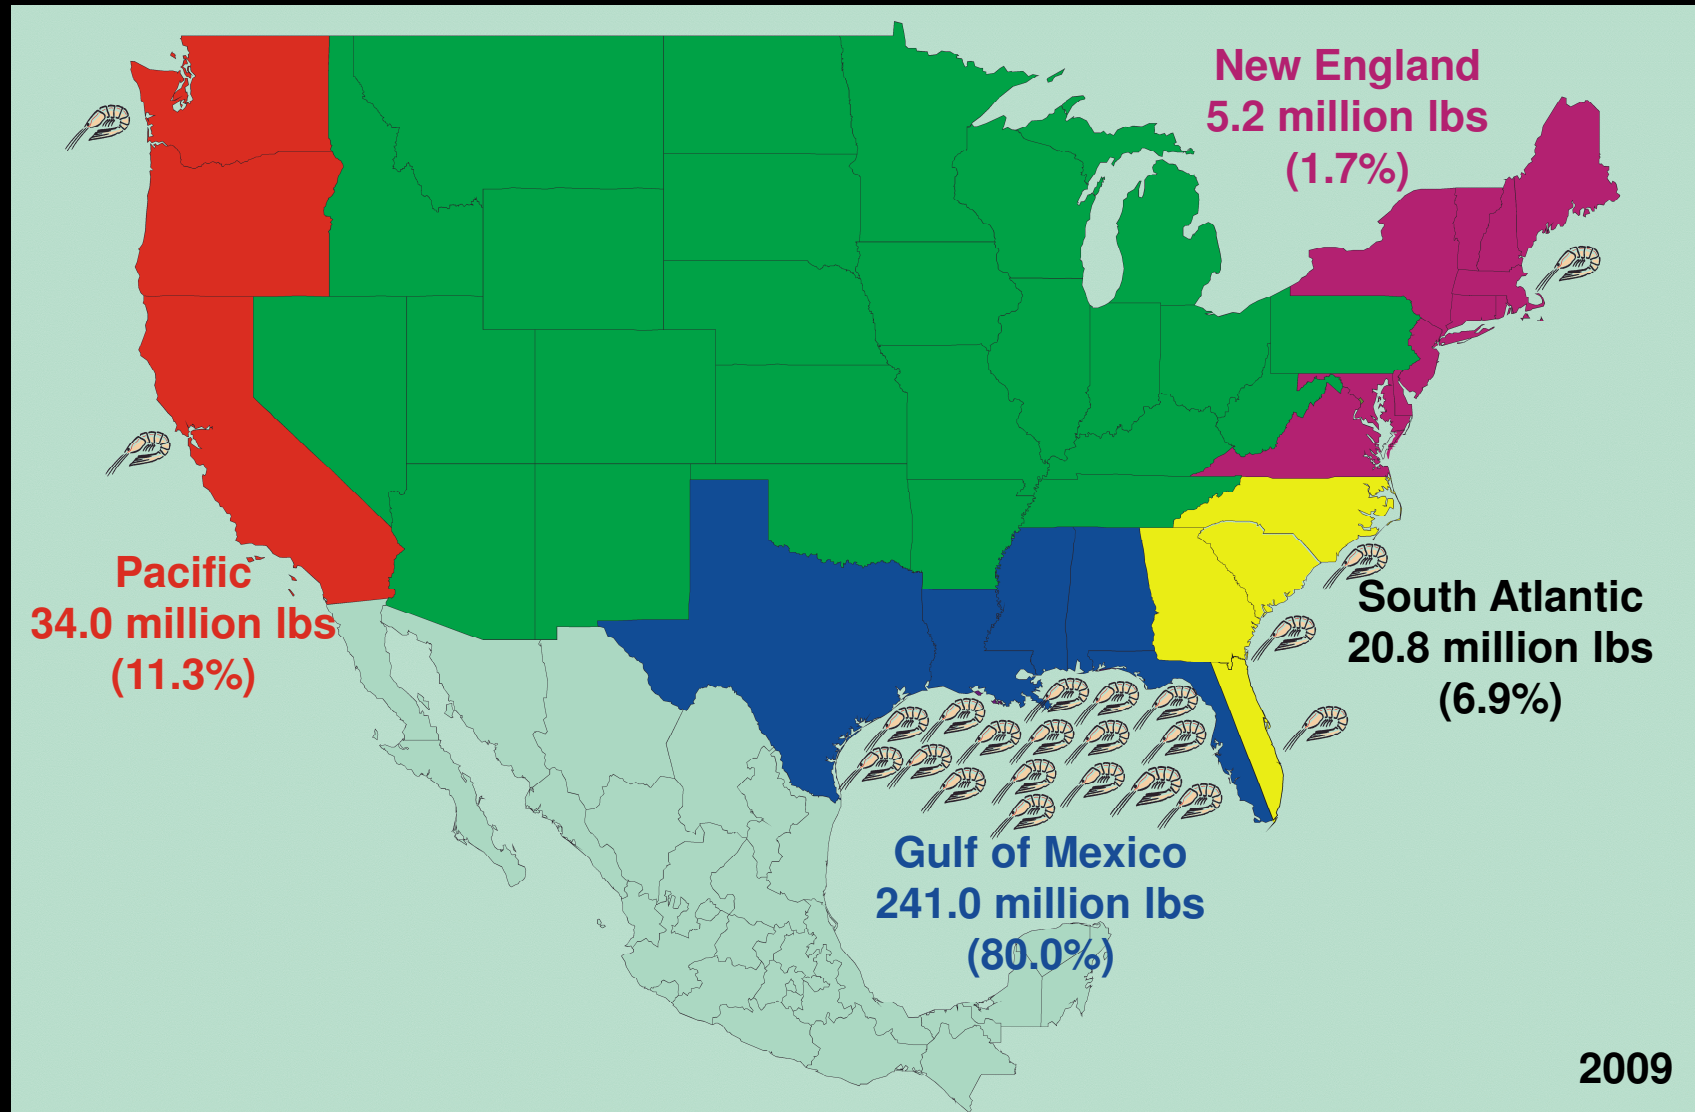 New England
5.2 million lbs
(1.7%)
Pacific
34.0 million lbs
(11.3%)
South Atlantic
20.8 million lbs
(6.9%)
Gulf of Mexico
241.0 million lbs
(80.0%)
2009